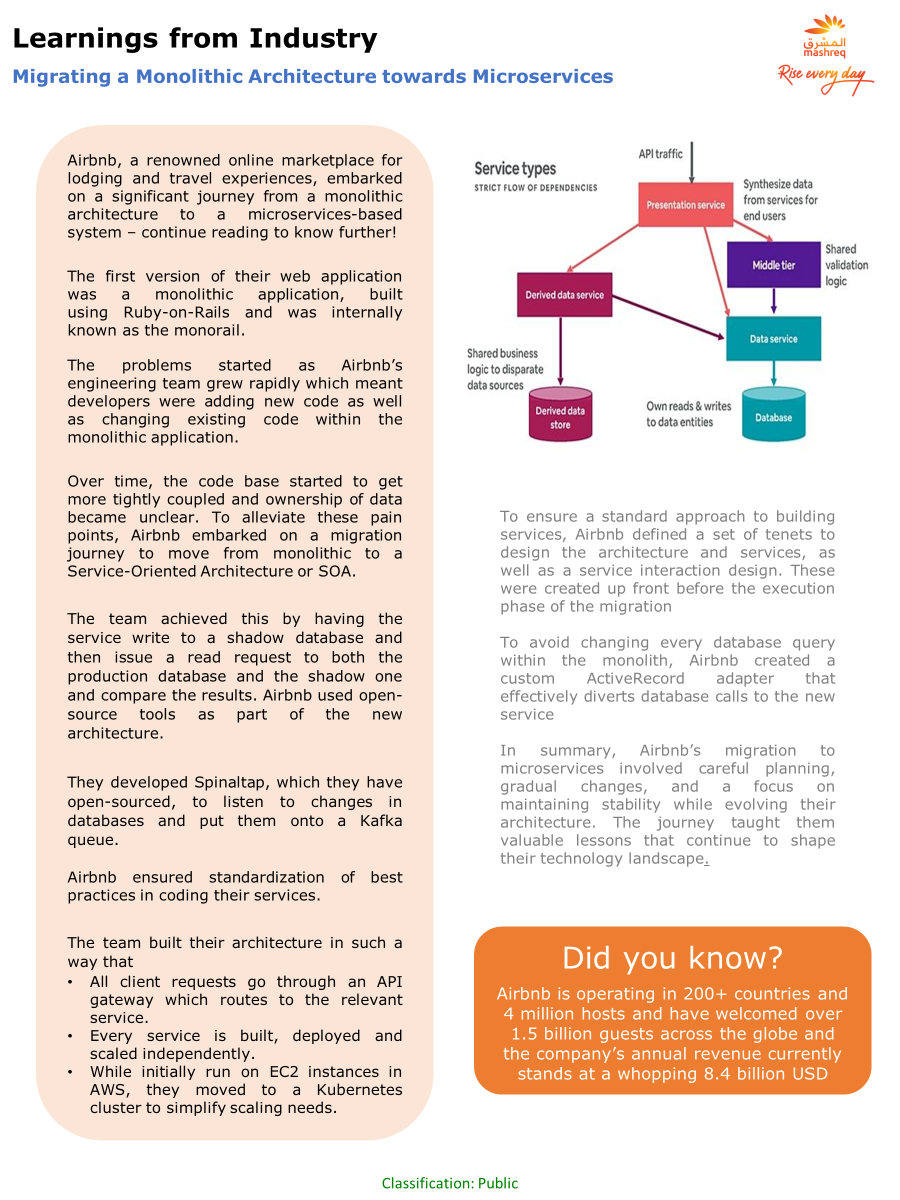 Learnings from Industry
Migrating a Monolithic Architecture towards Microservices
المشرق
mashreq
Rise every day
Airbnb, a renowned online marketplace for
lodging and travel experiences, embarked
on a significant journey from a monolithic
architecture to a microservices-based
system – continue reading to know further!
The first version of their web application
was a monolithic application, built
using Ruby-on-Rails and was internally
known as the monorail.
The problems started as Airbnb’s
engineering team grew rapidly which meant
developers were adding new code as well
as changing existing code within the
monolithic application.
Over time, the code base started to get
more tightly coupled and ownership of data
became unclear. To alleviate these pain
points, Airbnb embarked on a migration
journey to move from monolithic to a
Service-Oriented Architecture or SOA.
The team achieved this by having the
service write to a shadow database and
then issue a read request to both the
production database and the shadow one
and compare the results. Airbnb used open-
source tools as part of the new
architecture.
They developed Spinaltap, which they have
open-sourced, to listen to changes in
databases and put them onto a Kafka
queue.
Airbnb ensured standardization of best
practices in coding their services.
The team built their architecture in such a
way that
• All client requests go through an API
gateway which routes to the relevant
service.
• Every service is built, deployed and
scaled independently.
• While initially run on EC2 instances in
AWS, they moved to a Kubernetes
cluster to simplify scaling needs.
Service types
STRICT FLOW OF DEPENDENCIES
API traffic
Presentation service
Synthesize data
from services for
end users
Middle tier
Shared
validation
logic
Derived data service
Data service
Shared business
logic to disparate
data sources
Derived data
store
Own reads & writes
to data entities
Database
To ensure a standard approach to building
services, Airbnb defined a set of tenets to
design the architecture and services, as
well as a service interaction design. These
were created up front before the execution
phase of the migration
To avoid changing every database query
within the monolith, Airbnb created a
custom ActiveRecord adapter that
effectively diverts database calls to the new
service
In summary, Airbnb’s migration to
microservices involved careful planning,
gradual changes, and a focus on
maintaining stability while evolving their
architecture. The journey taught them
valuable lessons that continue to shape
their technology landscape.
Did you know?
Airbnb is operating in 200+ countries and
4 million hosts and have welcomed over
1.5 billion guests across the globe and
the company’s annual revenue currently
stands at a whopping 8.4 billion USD
Classification: Public